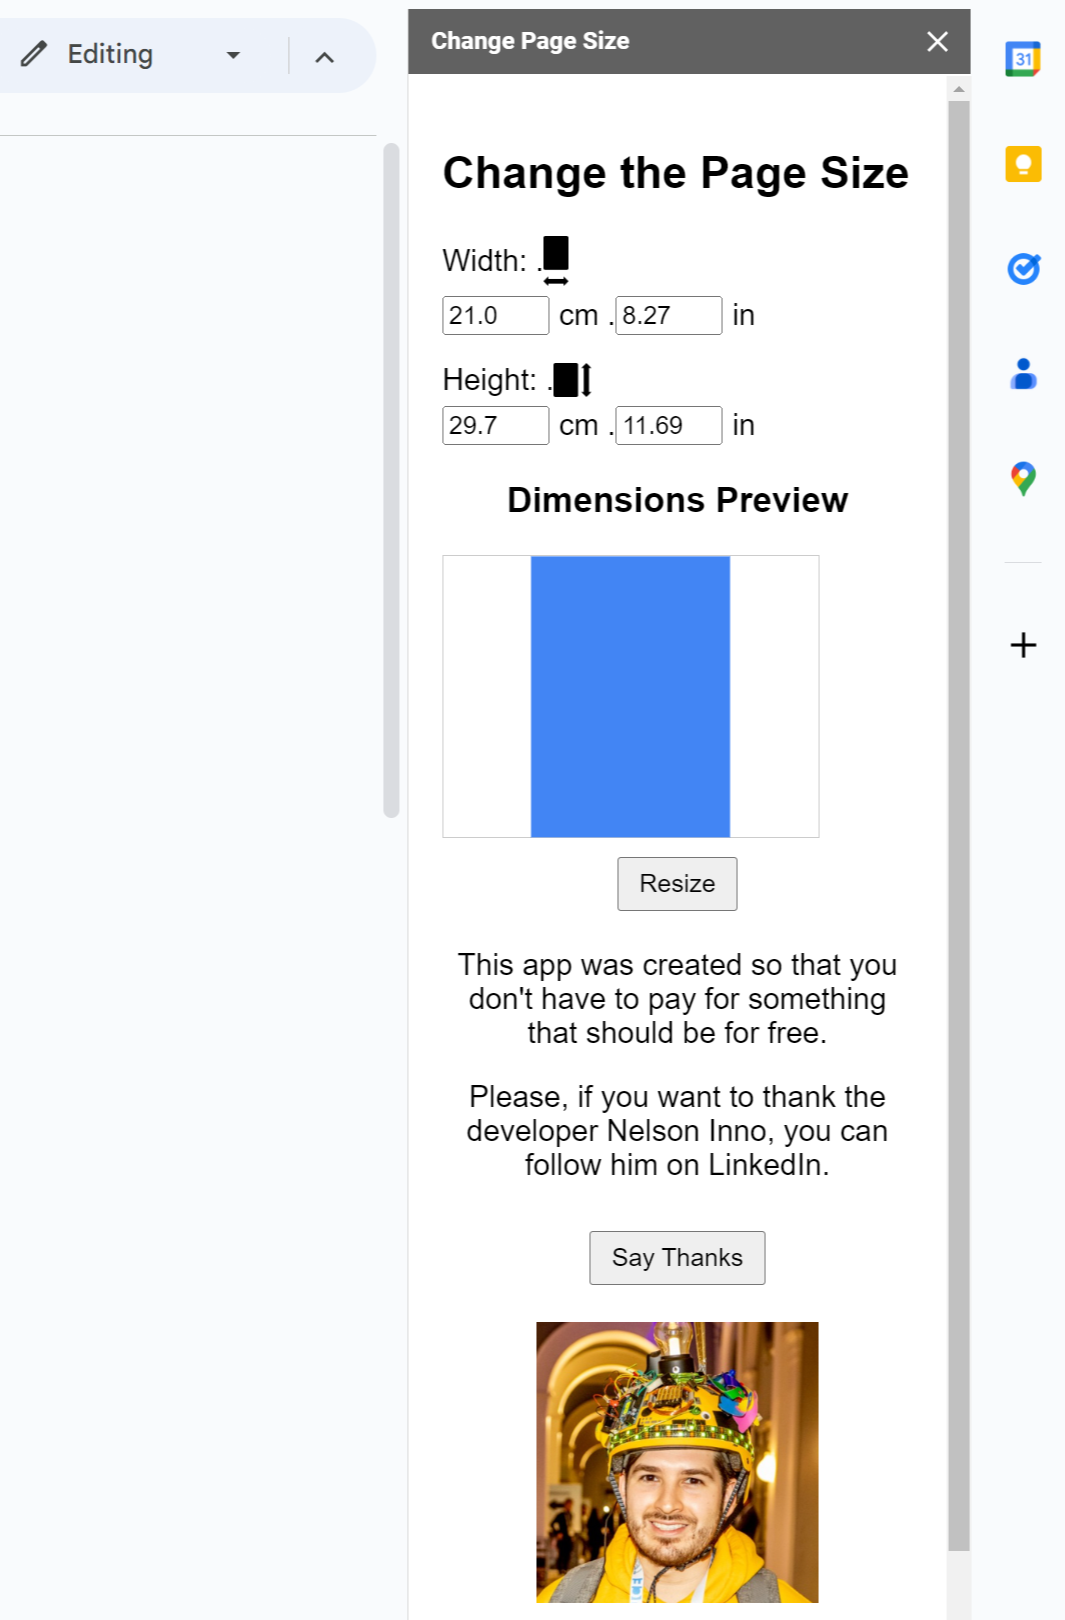 Editing
Change Page Size
31
Change the Page Size
Width: .
21.0 cm . 8.27 in
Height: .
29.7 cm . 11.69 in
Dimensions Preview
Resize
This app was created so that you
don't have to pay for something
that should be for free.
Please, if you want to thank the
developer Nelson Inno, you can
follow him on LinkedIn.
Say Thanks